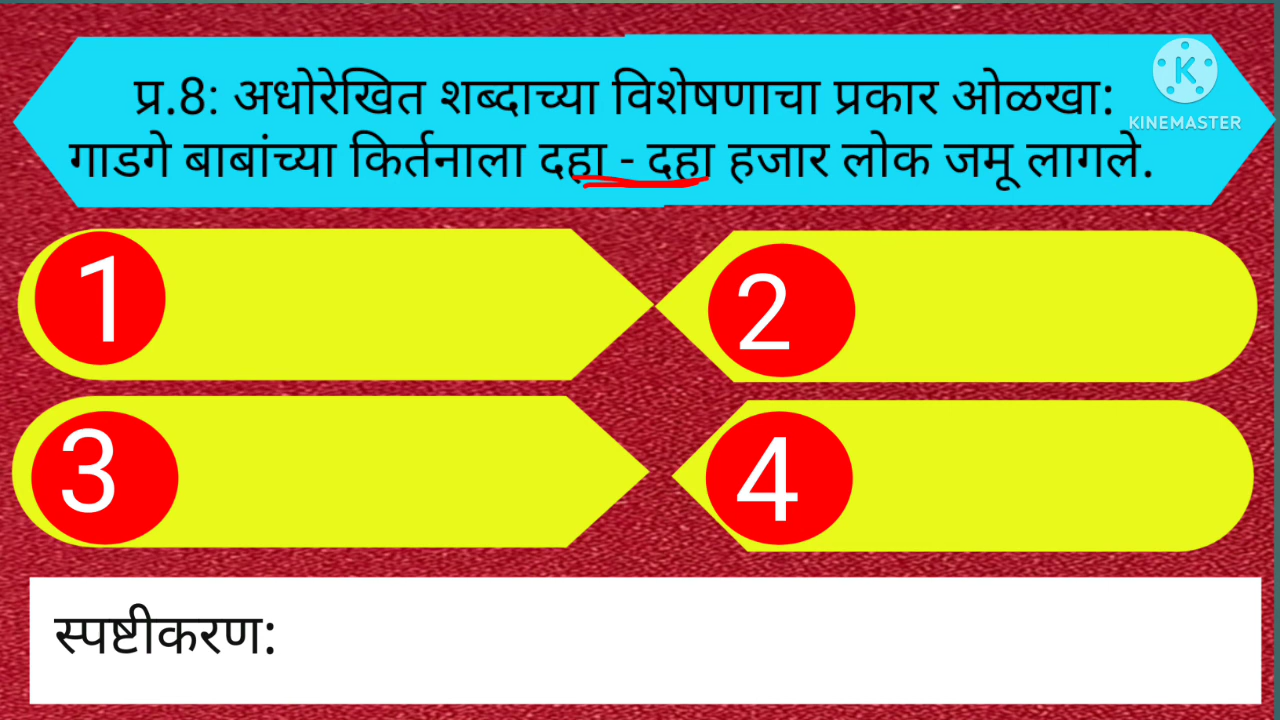 प्र.8: अधोरेखित शब्दाच्या विशेषणाचा प्रकार ओळखा:
गाडगे बाबांच्या किर्तनाला दहा - दहा हजार लोक जमू लागले.
KINEMASTER
1
2
3
4
स्पष्टीकरण: